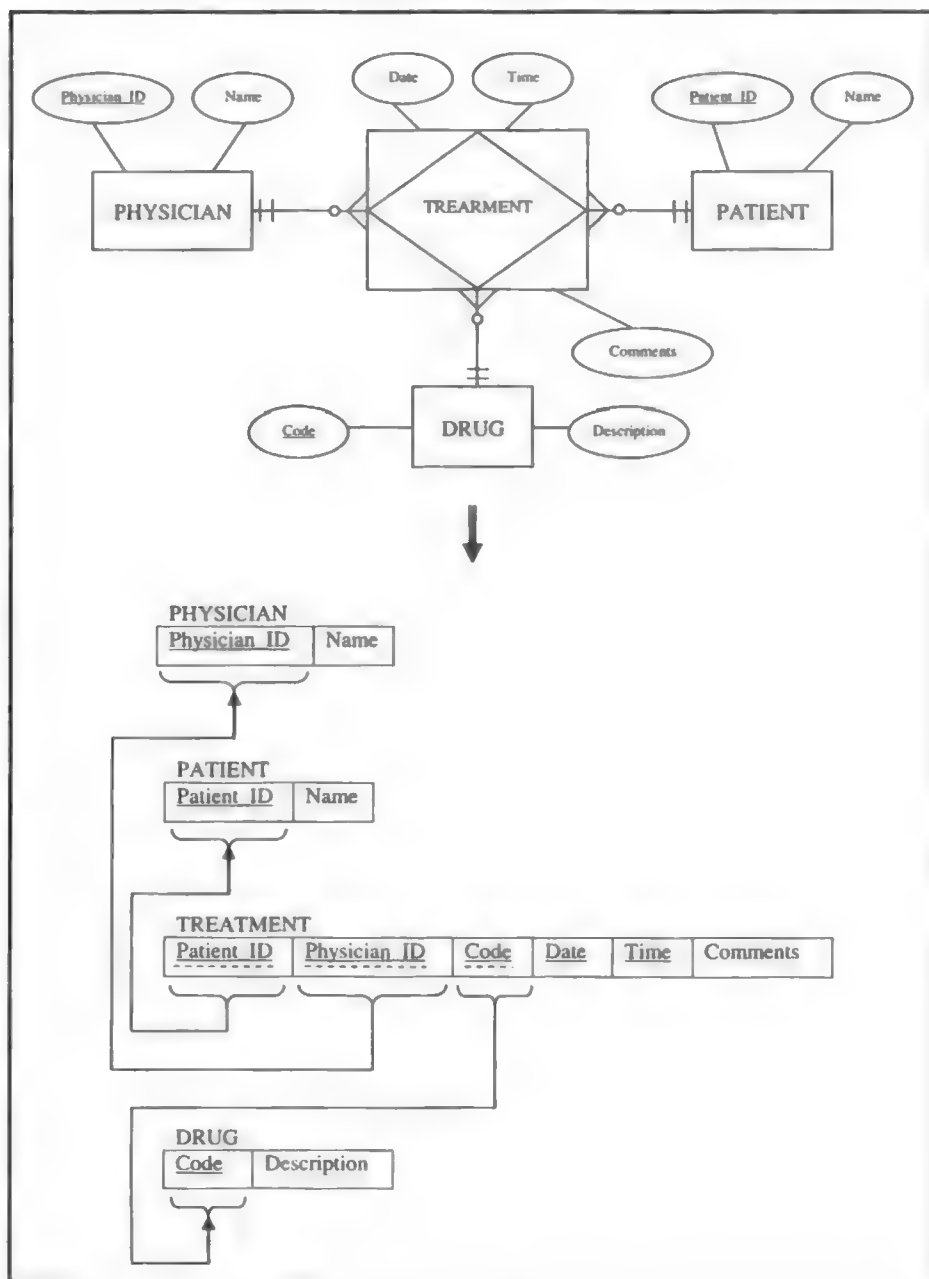 Date Time
Physician_ID Name Patient_ID Name
PHYSICIAN TREARMENT PATIENT
Comments
Code DRUG Description
PHYSICIAN
Physician_ID Name
PATIENT
Patient_ID Name
TREATMENT
Patient_ID Physician_ID Code Date Time Comments
DRUG
Code Description